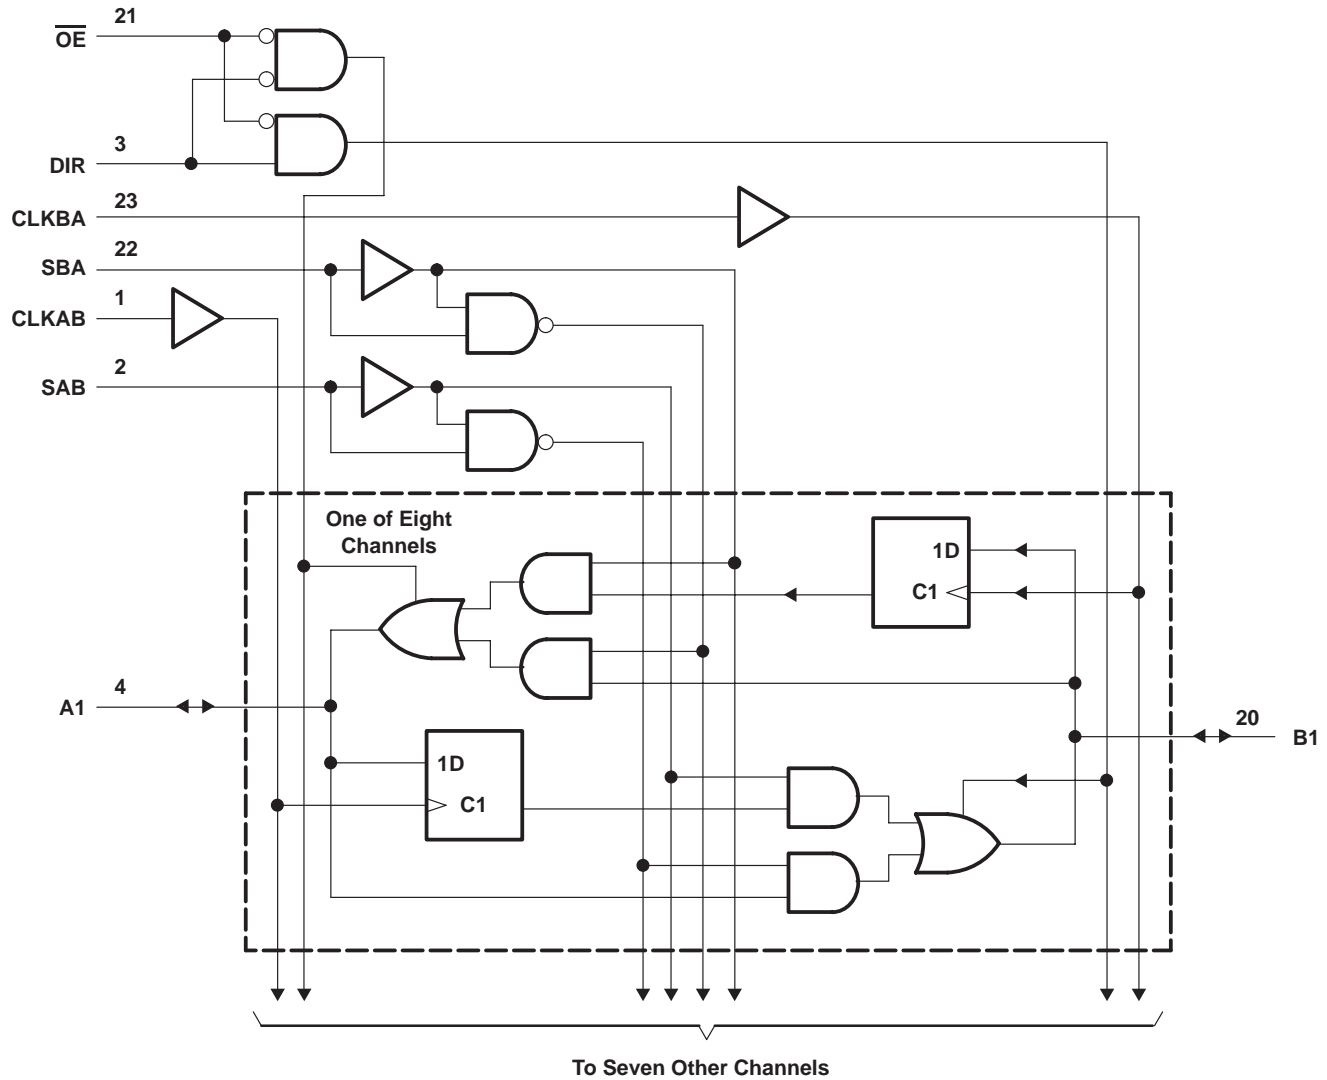 21
O̅E̅
3
DIR
23
CLKBA
22
SBA
1
CLKAB
2
SAB
One of Eight
Channels
1D
C1
4
A1
1D
C1
20
B1
To Seven Other Channels